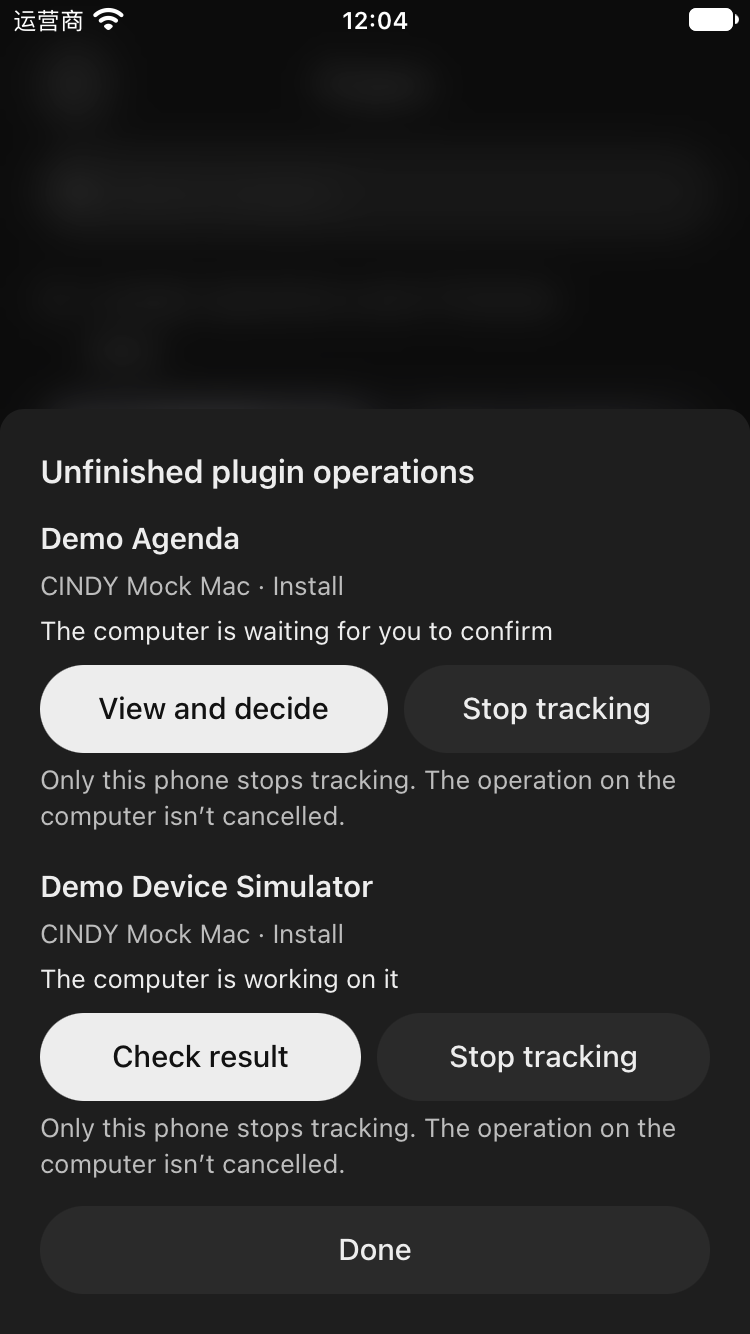 运营商 12:04
Unfinished plugin operations
Demo Agenda
CINDY Mock Mac · Install
The computer is waiting for you to confirm
View and decide Stop tracking
Only this phone stops tracking. The operation on the
computer isn’t cancelled.
Demo Device Simulator
CINDY Mock Mac · Install
The computer is working on it
Check result Stop tracking
Only this phone stops tracking. The operation on the
computer isn’t cancelled.
Done